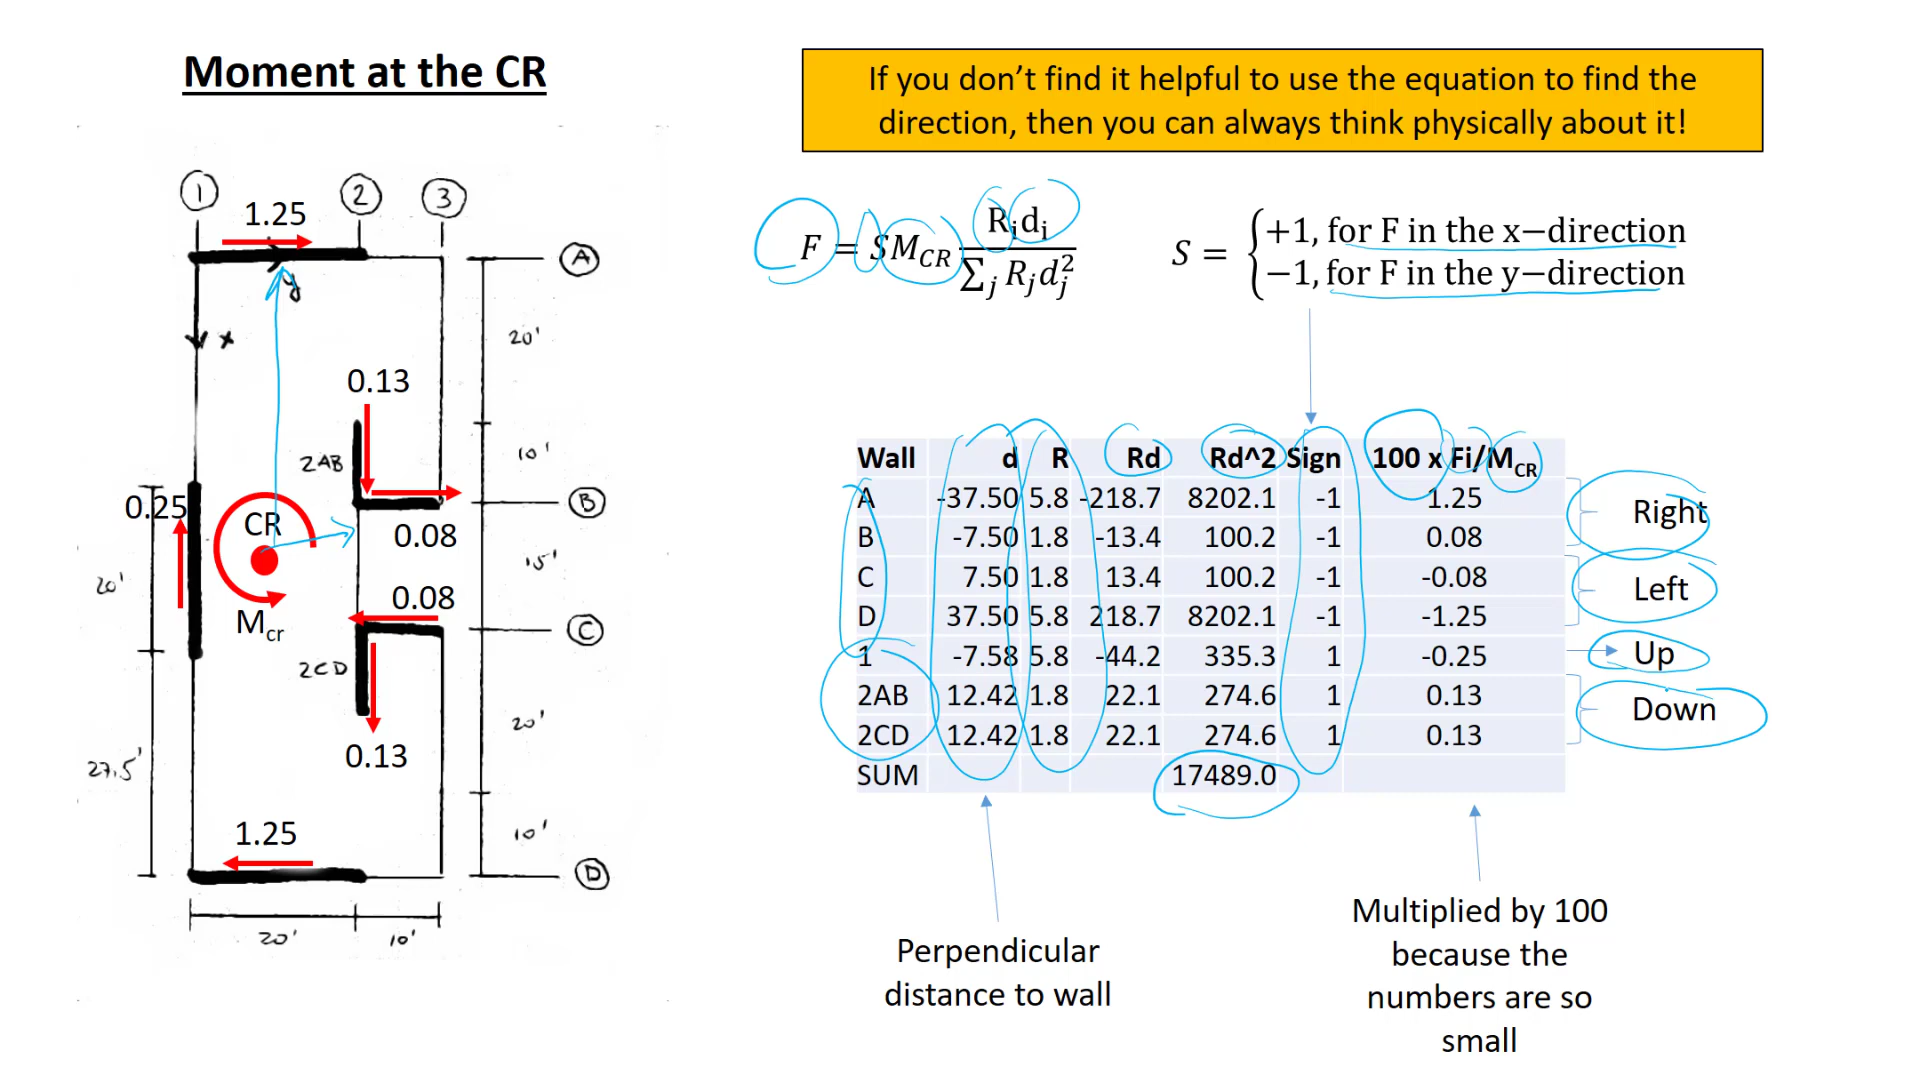 Moment at the CR
If you don’t find it helpful to use the equation to find the
direction, then you can always think physically about it!
1 2 3
1.25
A
y
x
20'
0.13
2AB
10'
B
0.25
CR
0.08
15'
20'
0.08
M_cr
C
2CD
20'
0.13
27.5'
10'
1.25
D
20' 10'
F = SM_CR R_i d_i / ∑_j R_j d_j^2
S = { +1, for F in the x−direction
−1, for F in the y−direction
Wall d R Rd Rd^2 Sign 100 x Fi/M_CR
A -37.50 5.8 -218.7 8202.1 -1 1.25
B -7.50 1.8 -13.4 100.2 -1 0.08
C 7.50 1.8 13.4 100.2 -1 -0.08
D 37.50 5.8 218.7 8202.1 -1 -1.25
1 -7.58 5.8 -44.2 335.3 1 -0.25
2AB 12.42 1.8 22.1 274.6 1 0.13
2CD 12.42 1.8 22.1 274.6 1 0.13
SUM 17489.0
Right
Left
Up
Down
Perpendicular
distance to wall
Multiplied by 100
because the
numbers are so
small